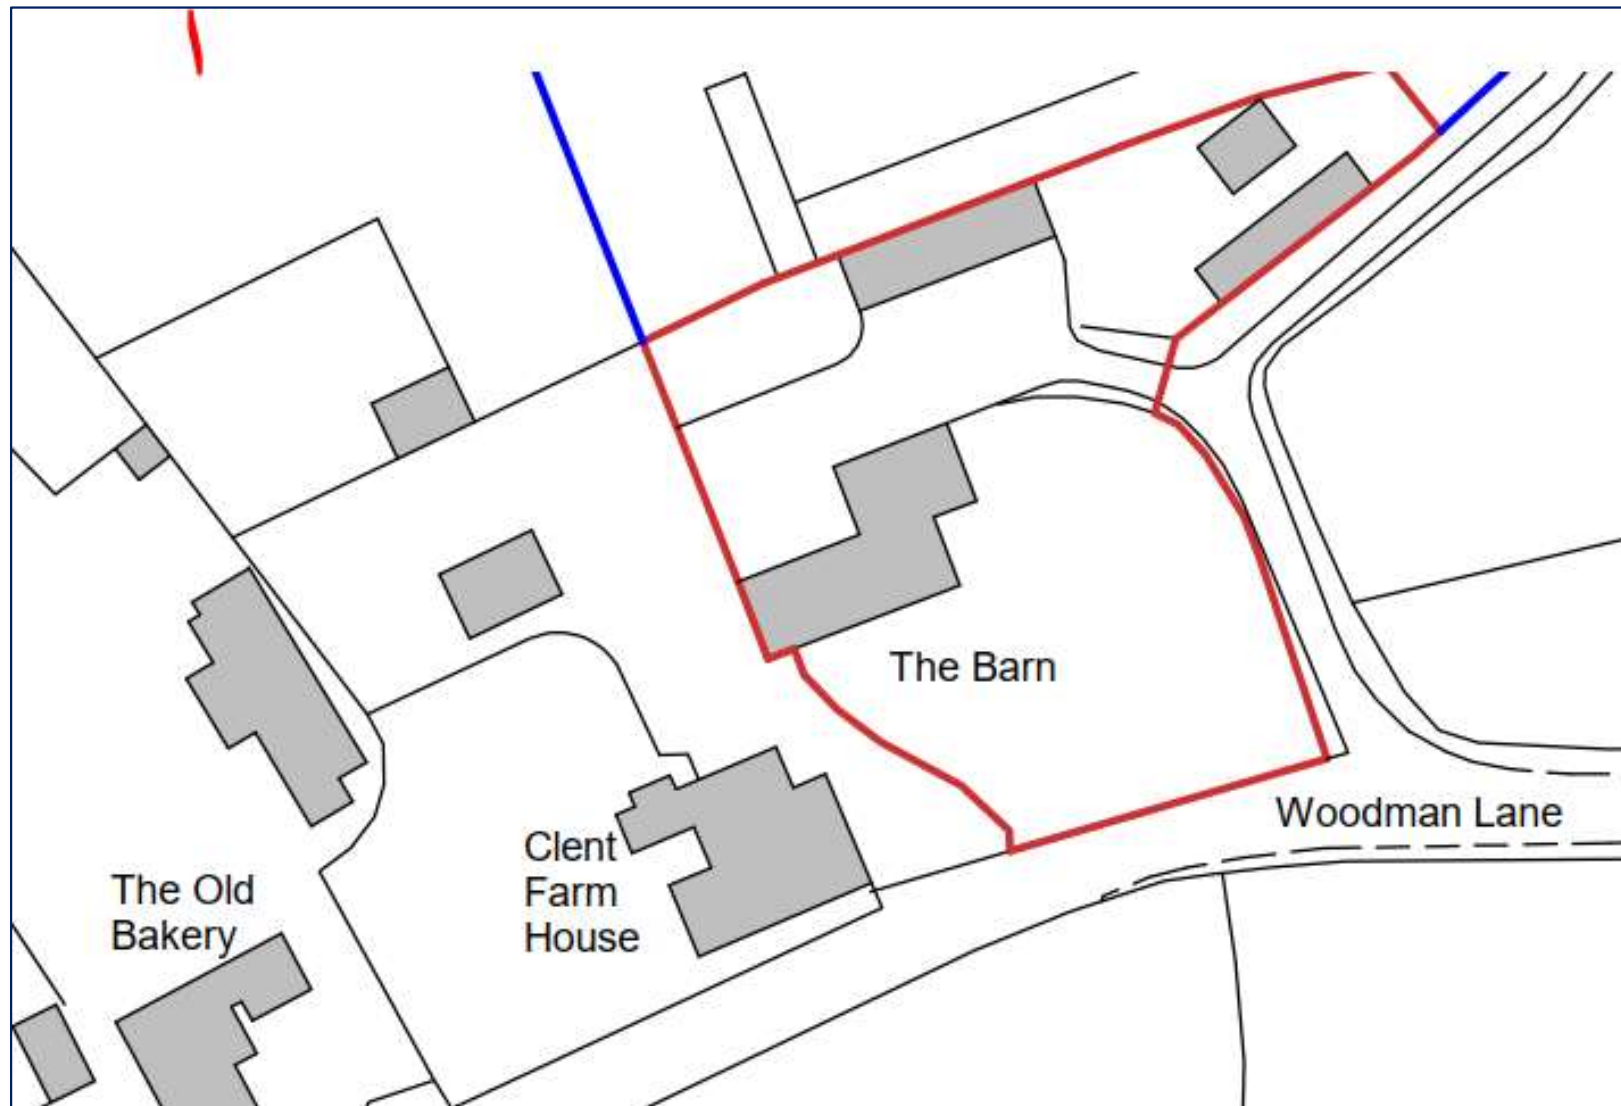 The Barn
Woodman Lane
Clent
Farm
House
The Old
Bakery